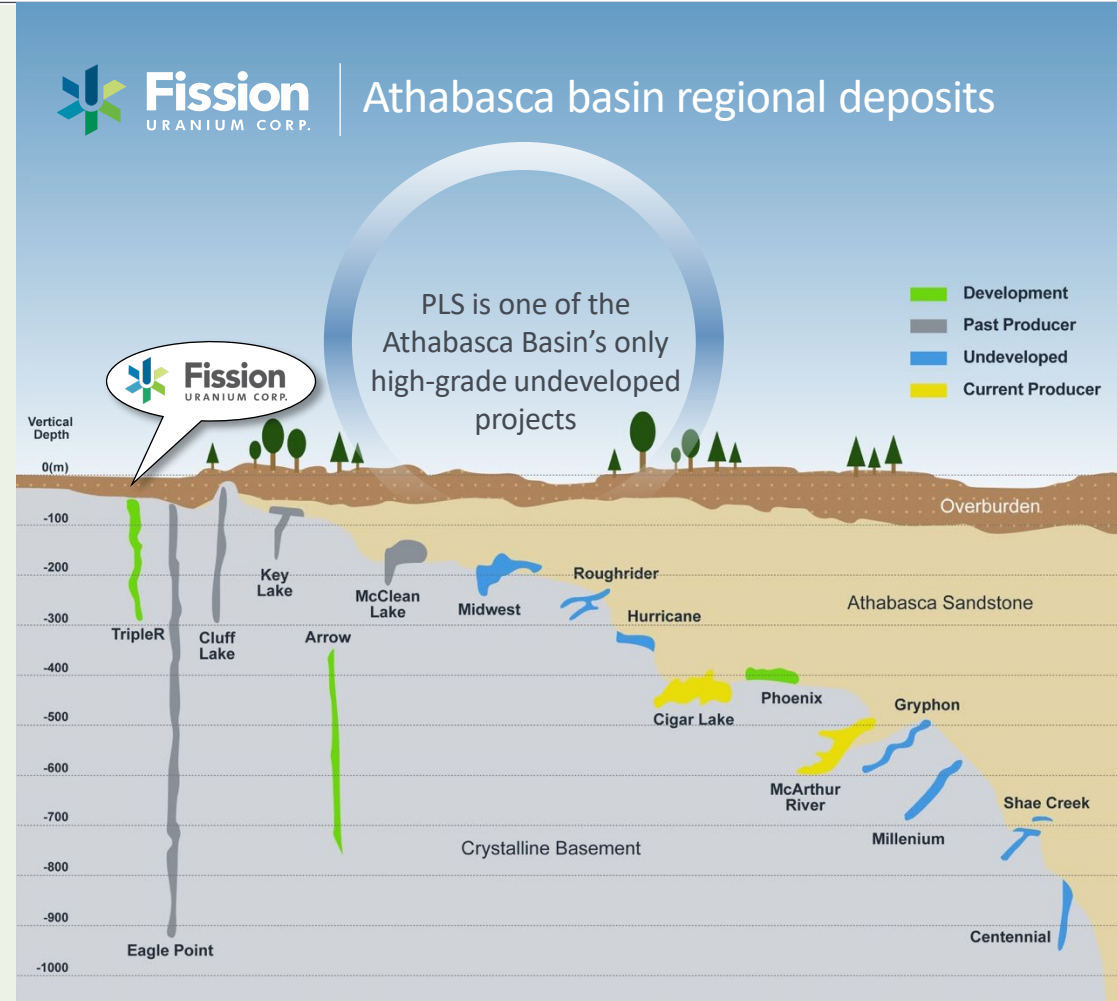 Fission
URANIUM CORP.
Athabasca basin regional deposits
PLS is one of the
Athabasca Basin's only
high-grade undeveloped
projects
Development
Past Producer
Undeveloped
Current Producer
Fission
URANIUM CORP.
Vertical
Depth
0(m)
-100
-200
-300
-400
-500
-600
-700
-800
-900
-1000
Overburden
Athabasca Sandstone
Crystalline Basement
TripleR
Eagle Point
Cluff
Lake
Key
Lake
Arrow
McClean
Lake
Midwest
Roughrider
Hurricane
Cigar Lake
Phoenix
McArthur
River
Gryphon
Millenium
Shae Creek
Centennial